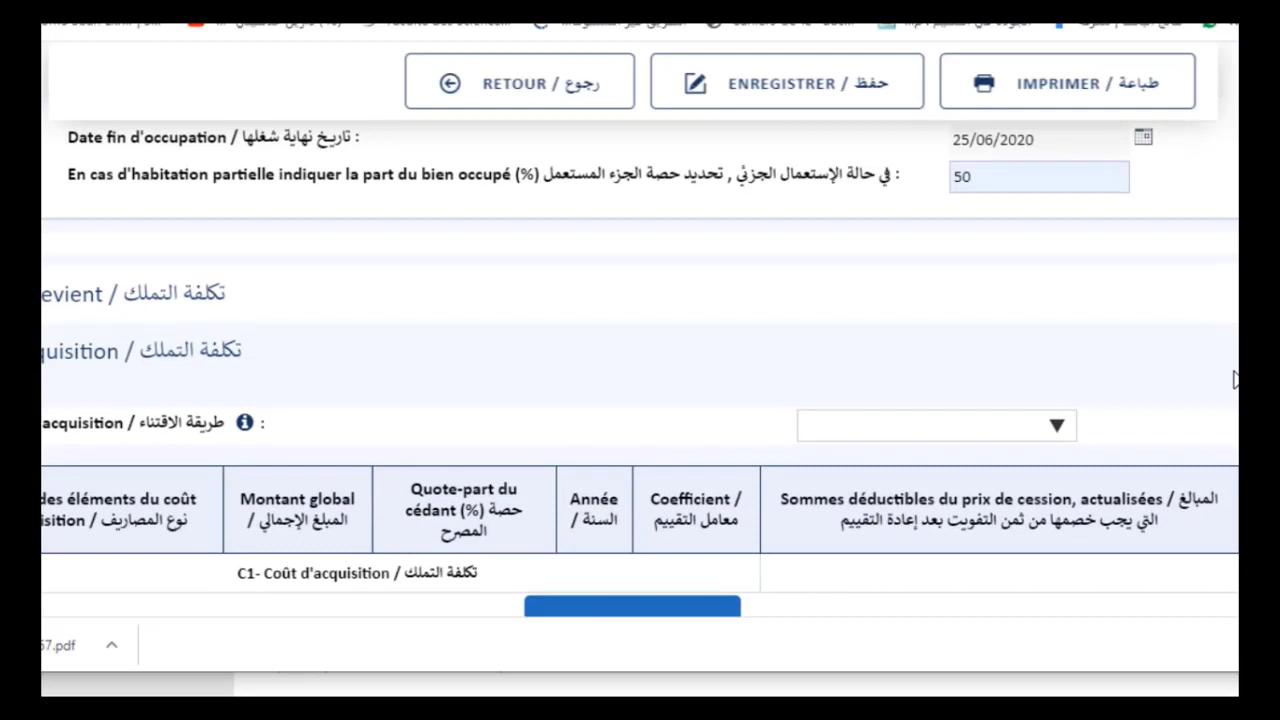 RETOUR / رجوع
ENREGISTRER / حفظ
IMPRIMER / طباعة
Date fin d'occupation / تاريخ نهاية شغلها :
25/06/2020
En cas d'habitation partielle indiquer la part du bien occupé (%) في حالة الإستعمال الجزئي , تحديد حصة الجزء المستعمل :
50
evient / تكلفة التملك
quisition / تكلفة التملك
acquisition / طريقة الاقتناء :
des éléments du coût
isition / نوع المصاريف
Montant global
/ المبلغ الإجمالي
Quote-part du
cédant (%) حصة
المصرح
Année
/ السنة
Coefficient /
معامل التقييم
Sommes déductibles du prix de cession, actualisées / المبالغ
التي يجب خصمها من ثمن التفويت بعد إعادة التقييم
C1- Coût d'acquisition / تكلفة التملك
57.pdf